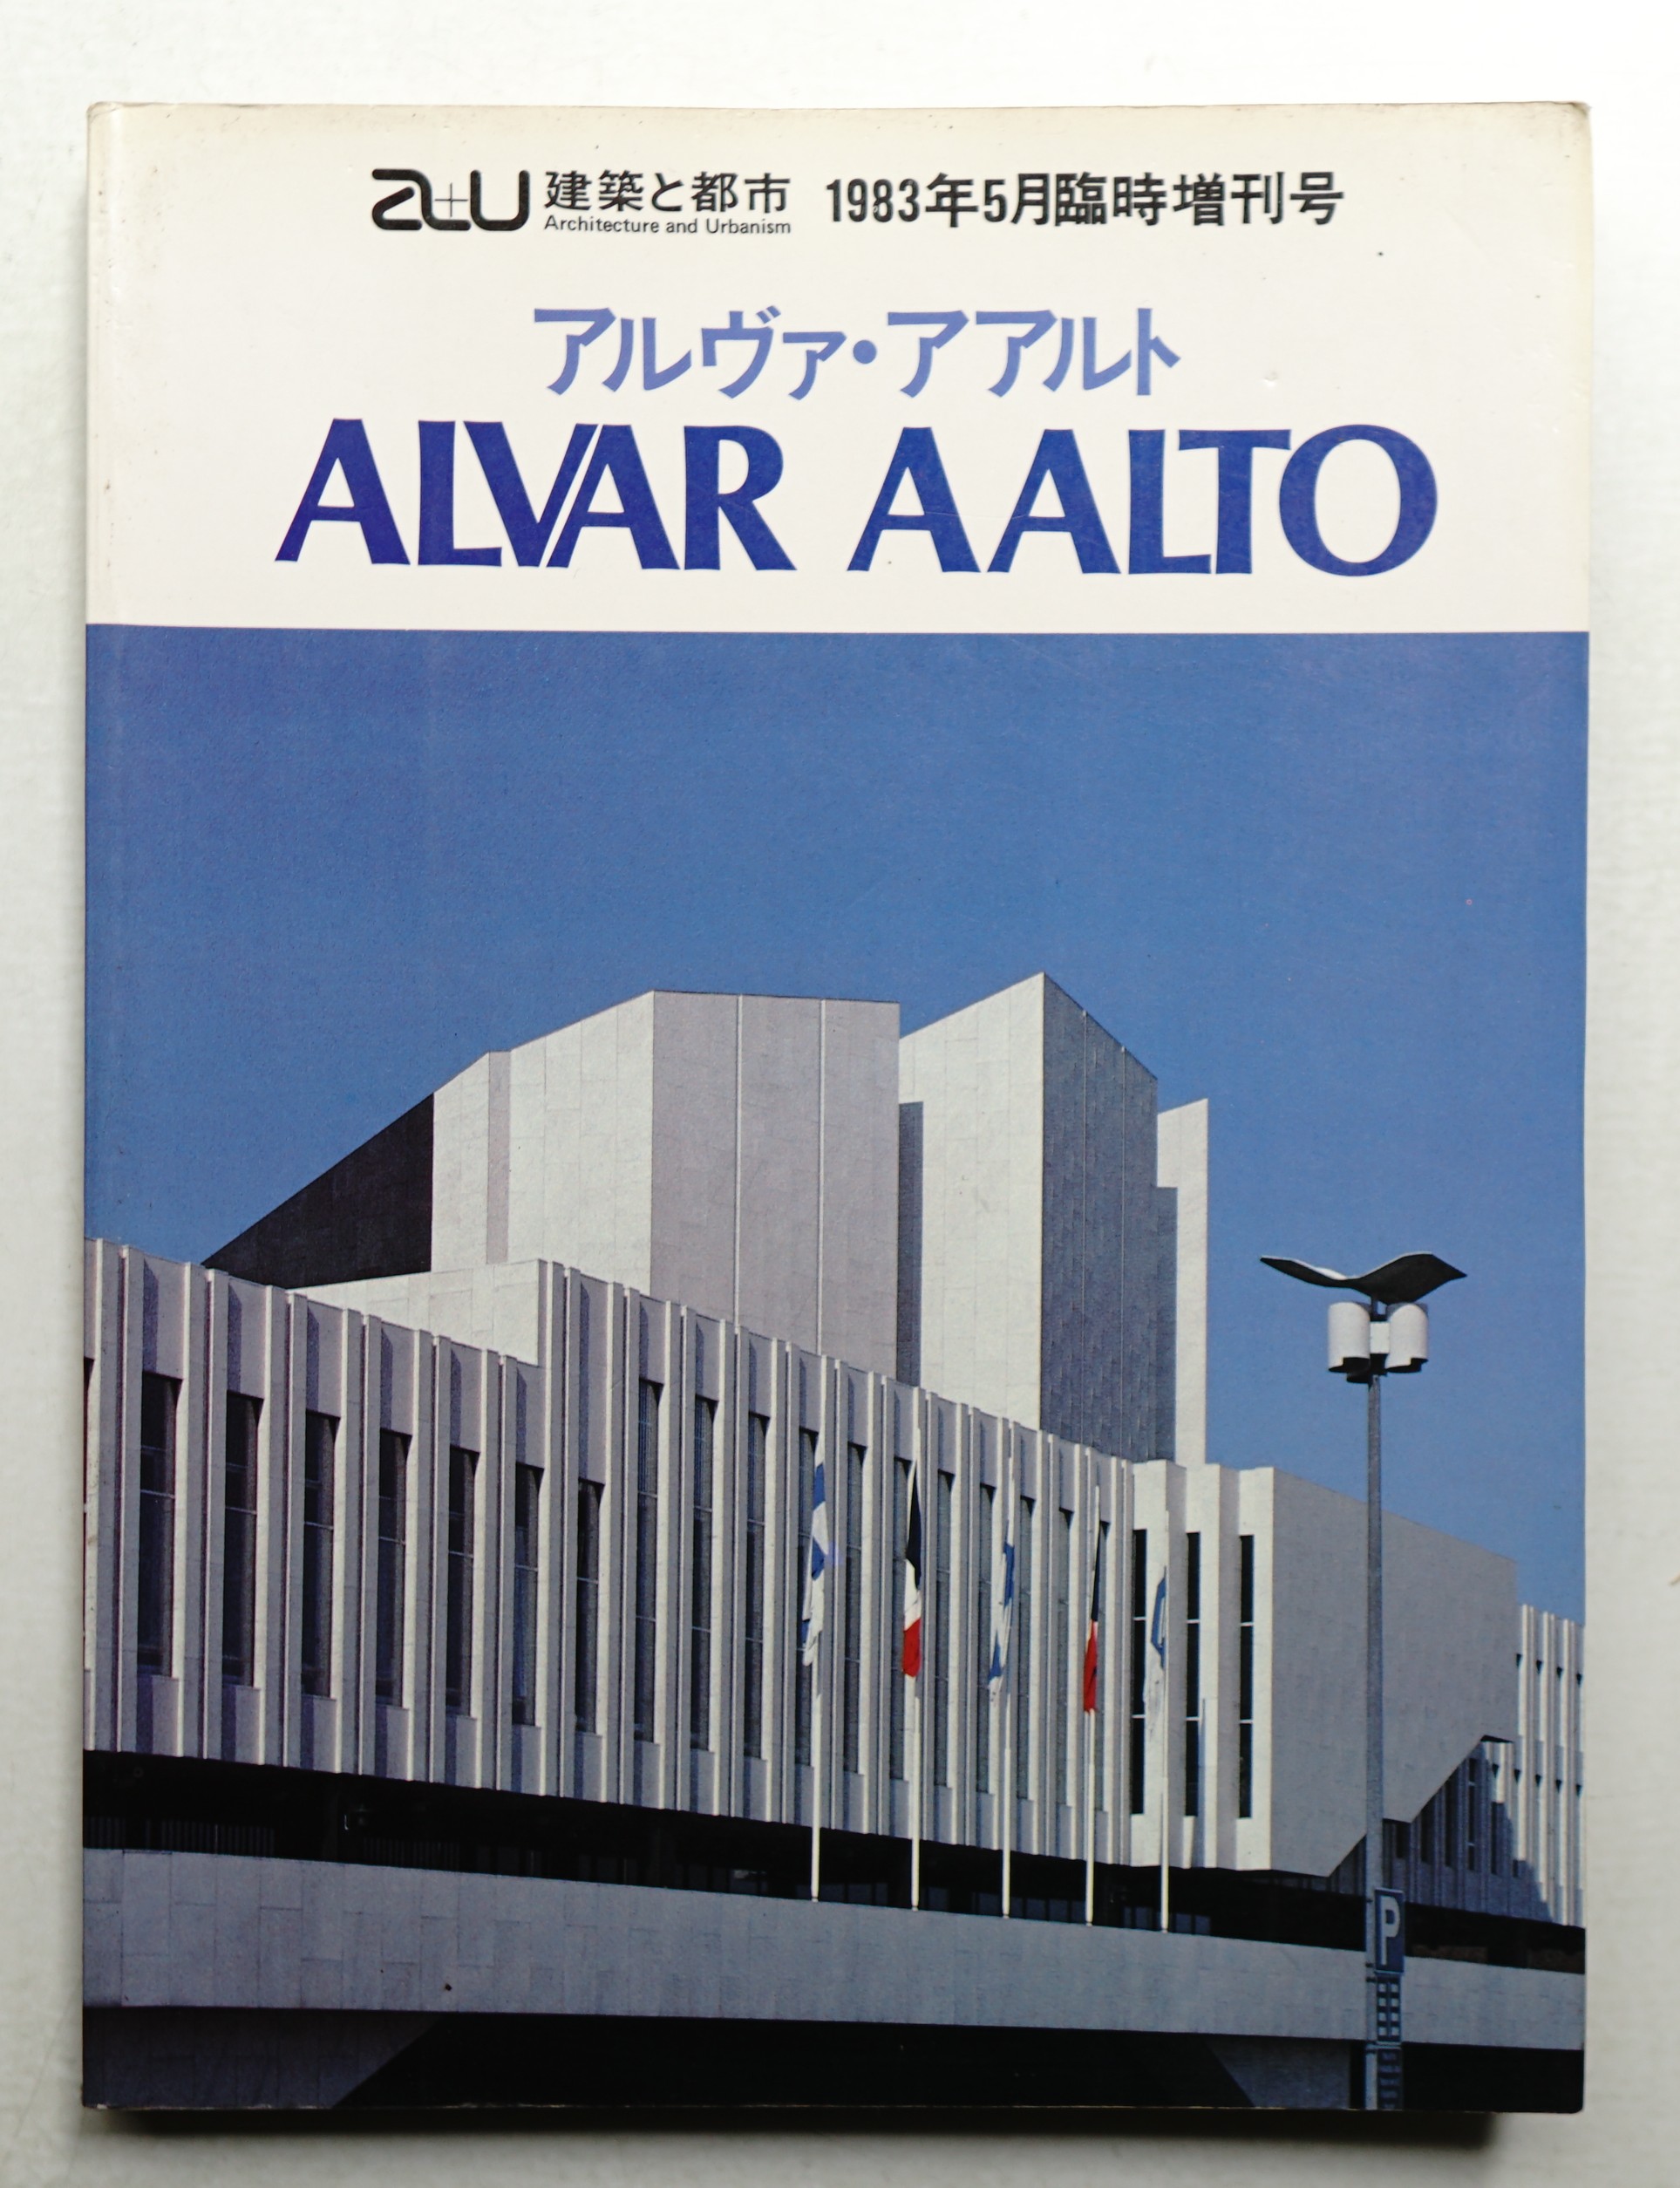 a+u 建築と都市 1983年5月臨時増刊号
Architecture and Urbanism
アルヴァ・アアルト
ALVAR AALTO
P